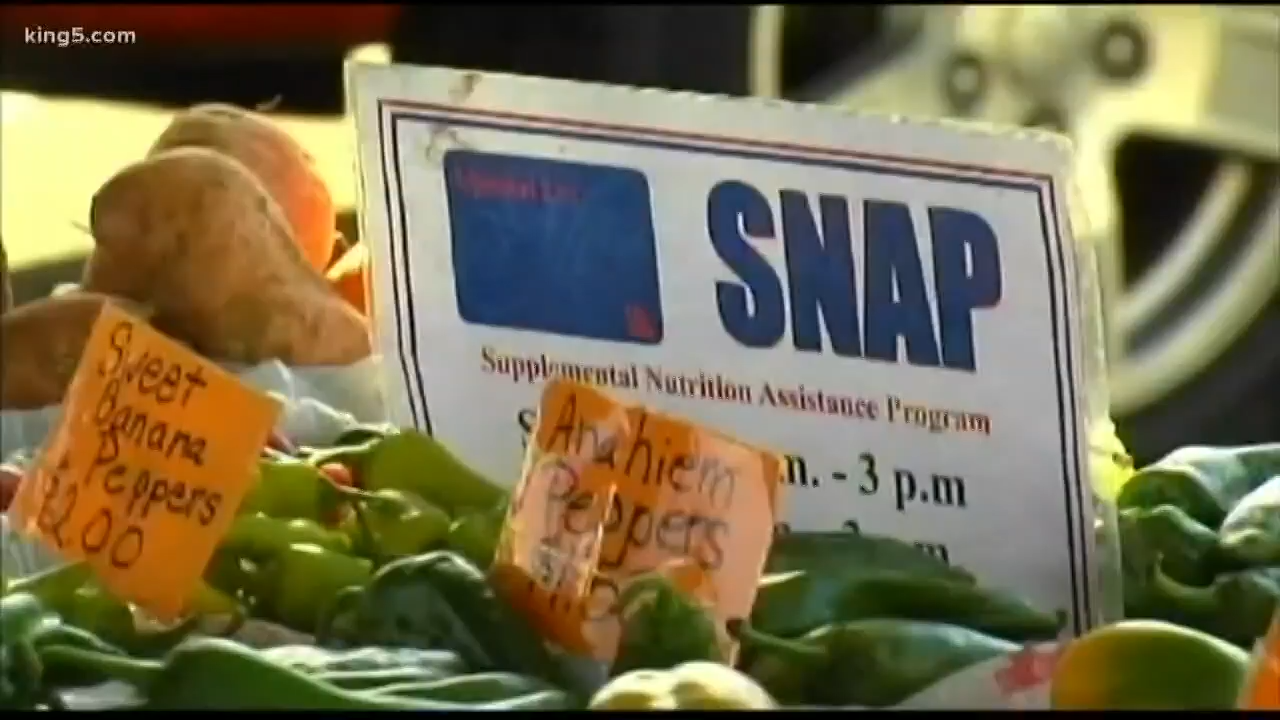 king5.com
SNAP
Supplemental Nutrition Assistance Program
.n. - 3 p.m
Sweet
Banana
Peppers
$2.00
Anahiem
Peppers